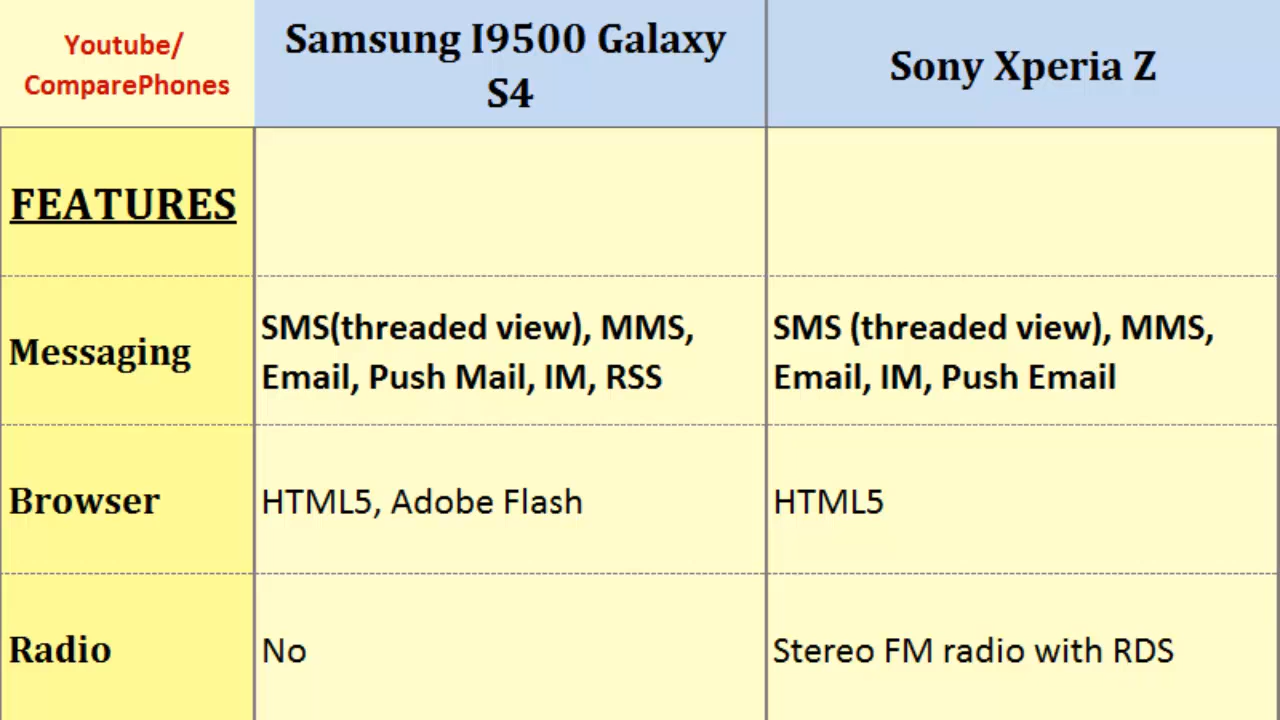 Youtube/
ComparePhones
Samsung I9500 Galaxy
S4
Sony Xperia Z
FEATURES
Messaging
SMS(threaded view), MMS,
Email, Push Mail, IM, RSS
SMS (threaded view), MMS,
Email, IM, Push Email
Browser
HTML5, Adobe Flash
HTML5
Radio
No
Stereo FM radio with RDS